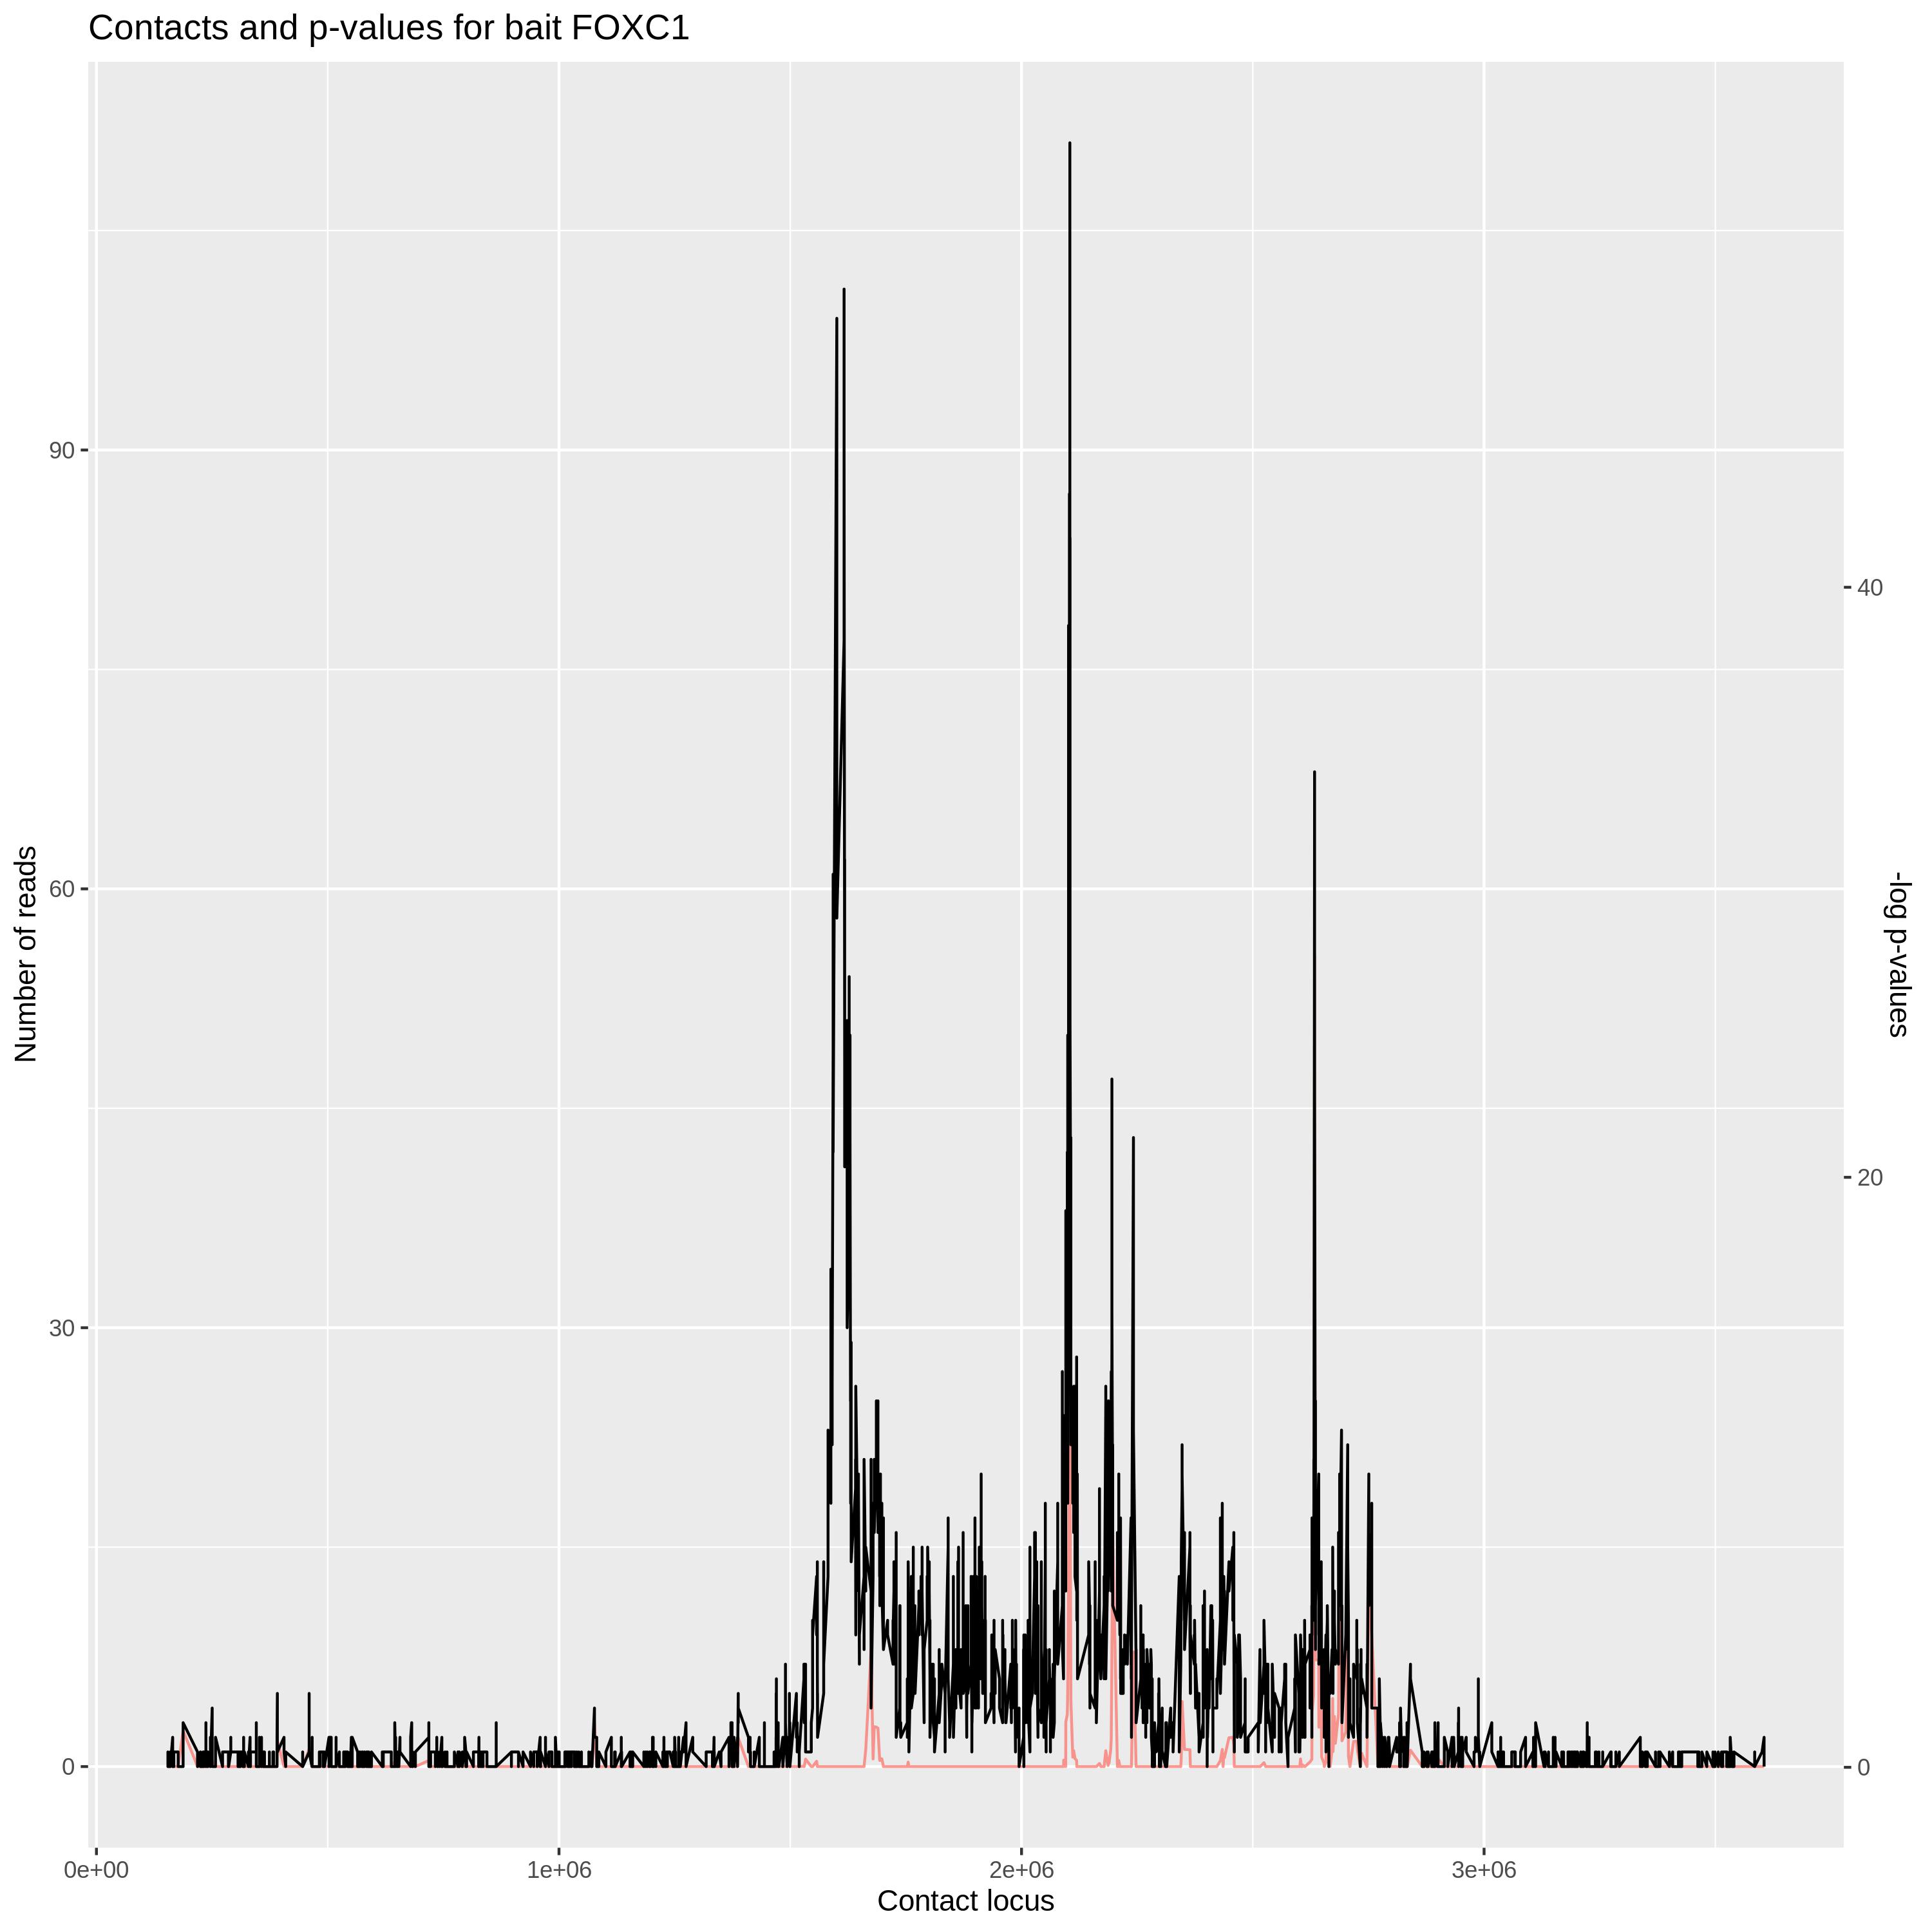 Contacts and p-values for bait FOXC1
90
60
30
0
Number of reads
40
20
0
-log p-values
0e+00 1e+06 2e+06 3e+06
Contact locus